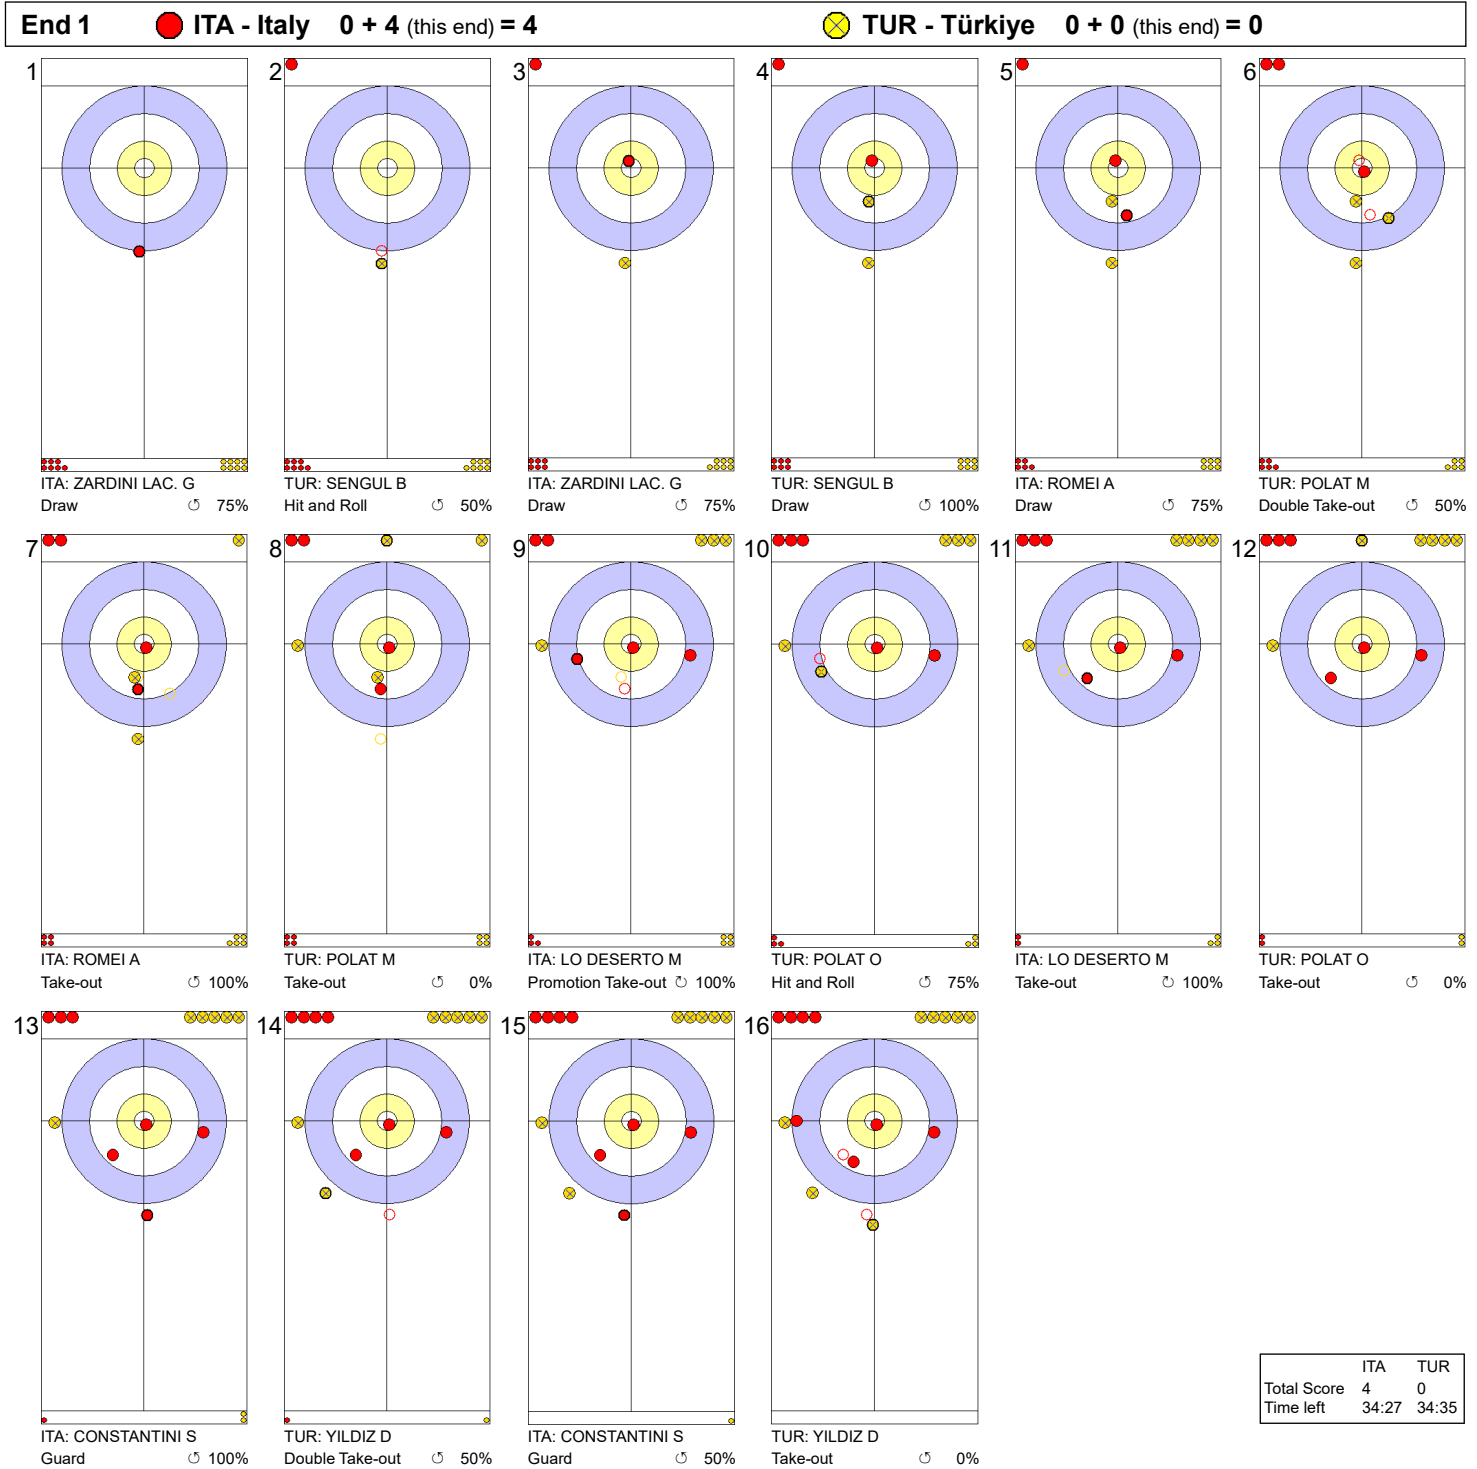 End 1 ITA - Italy 0 + 4 (this end) = 4 TUR - Türkiye 0 + 0 (this end) = 0
1 2 3 4 5 6
ITA: ZARDINI LAC. G TUR: SENGUL B ITA: ZARDINI LAC. G TUR: SENGUL B ITA: ROMEI A TUR: POLAT M
Draw ↺ 75% Hit and Roll ↺ 50% Draw ↺ 75% Draw ↺ 100% Draw ↺ 75% Double Take-out ↺ 50%
7 8 9 10 11 12
ITA: ROMEI A TUR: POLAT M ITA: LO DESERTO M TUR: POLAT O ITA: LO DESERTO M TUR: POLAT O
Take-out ↺ 100% Take-out ↺ 0% Promotion Take-out ↻ 100% Hit and Roll ↺ 75% Take-out ↺ 100% Take-out ↺ 0%
13 14 15 16
ITA: CONSTANTINI S TUR: YILDIZ D ITA: CONSTANTINI S TUR: YILDIZ D
Guard ↺ 100% Double Take-out ↺ 50% Guard ↺ 50% Take-out ↺ 0%
ITA TUR
Total Score 4 0
Time left 34:27 34:35